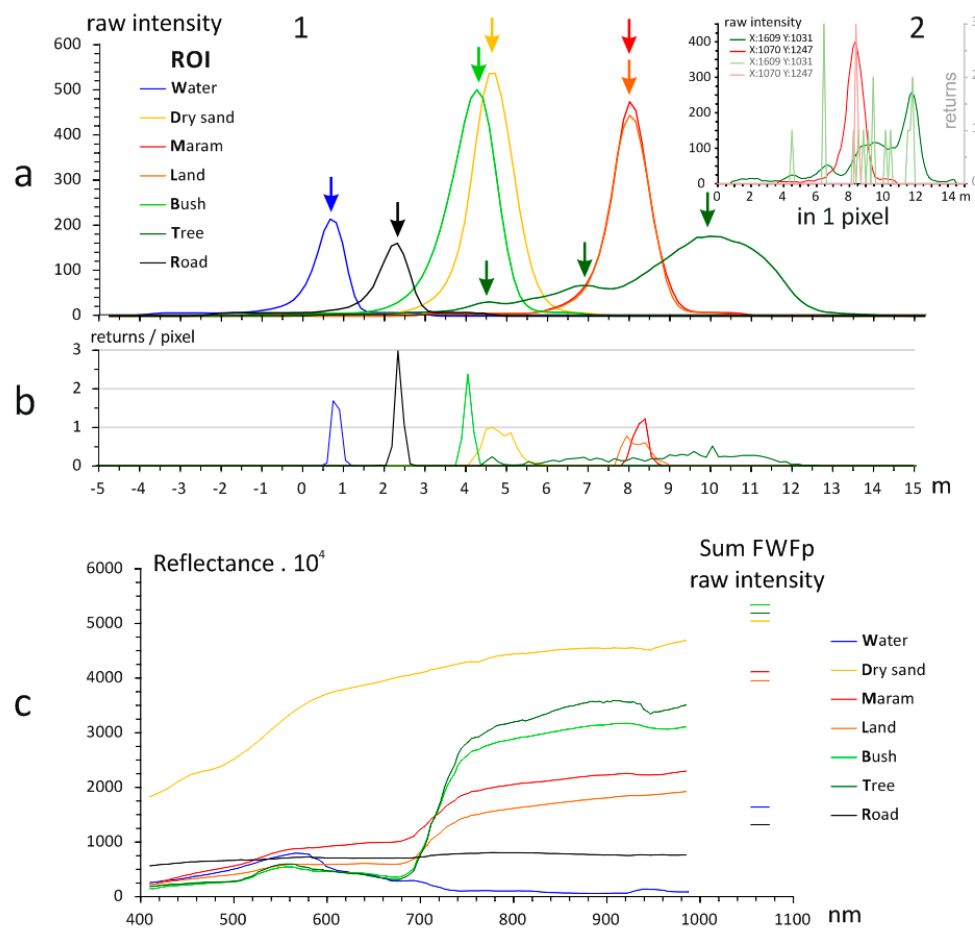 raw intensity
1
2
a
600
500
400
300
200
100
0
ROI
Water
Dry sand
Maram
Land
Bush
Tree
Road
raw intensity
X:1609 Y:1031
X:1070 Y:1247
X:1609 Y:1031
X:1070 Y:1247
400
300
200
100
0
3
2
1
0
returns
0 2 4 6 8 10 12 14 m
in 1 pixel
b
returns / pixel
3
2
1
0
-5 -4 -3 -2 -1 0 1 2 3 4 5 6 7 8 9 10 11 12 13 14 15 m
c
Reflectance . 10⁴
Sum FWFp
raw intensity
6000
5000
4000
3000
2000
1000
0
Water
Dry sand
Maram
Land
Bush
Tree
Road
400 500 600 700 800 900 1000 1100 nm